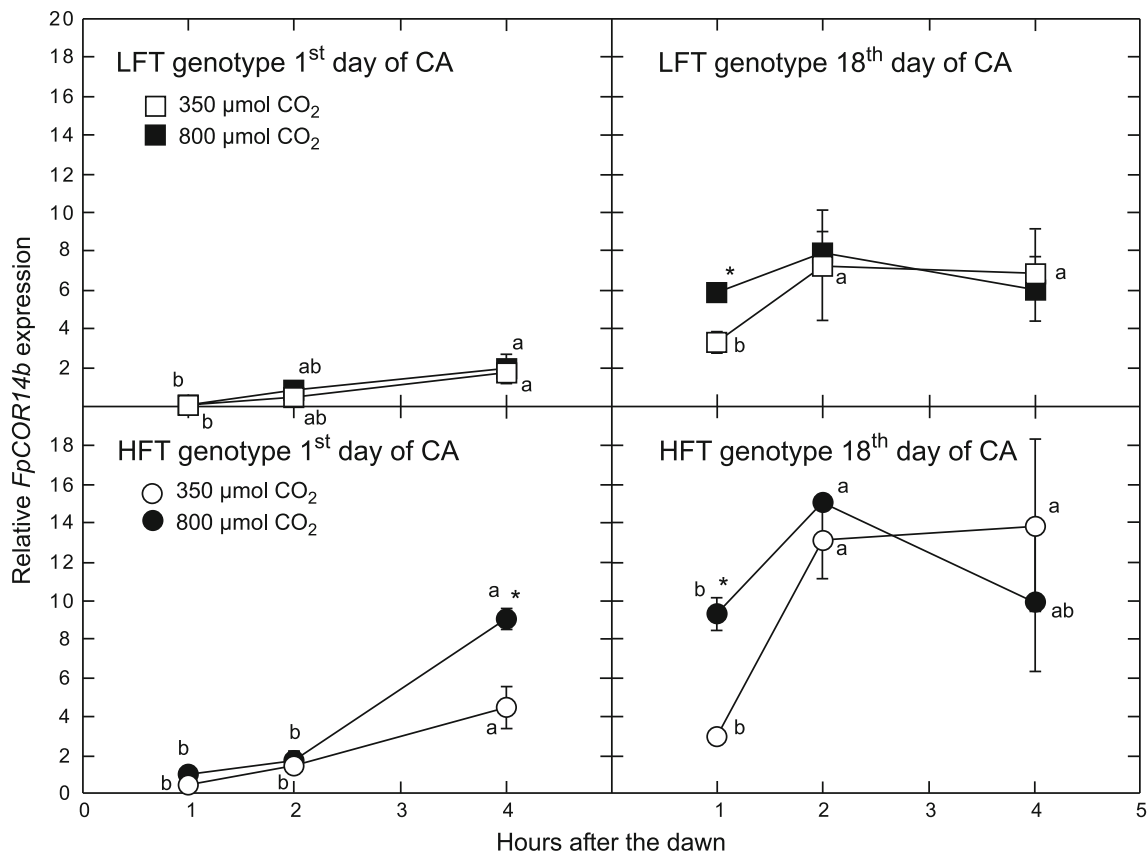 20
18
16
14
12
10
8
6
4
2
LFT genotype 1st day of CA
350 µmol CO2
800 µmol CO2
b
b
ab
ab
a
a
LFT genotype 18th day of CA
*
b
a
a
Relative FpCOR14b expression
18
16
14
12
10
8
6
4
2
0
HFT genotype 1st day of CA
350 µmol CO2
800 µmol CO2
b
b
b
b
a *
a
HFT genotype 18th day of CA
b *
b
a
a
a
ab
0 1 2 3 4 1 2 3 4 5
Hours after the dawn